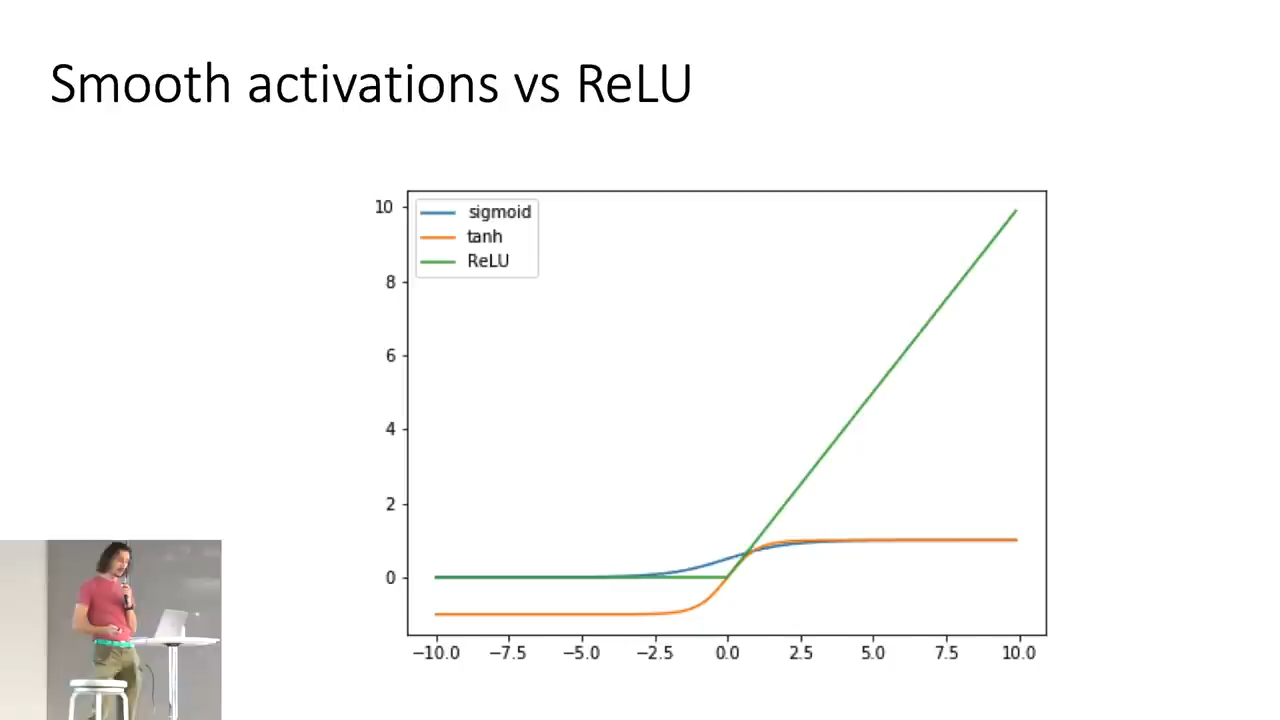 Smooth activations vs ReLU
sigmoid
tanh
ReLU
10
8
6
4
2
0
−10.0 −7.5 −5.0 −2.5 0.0 2.5 5.0 7.5 10.0